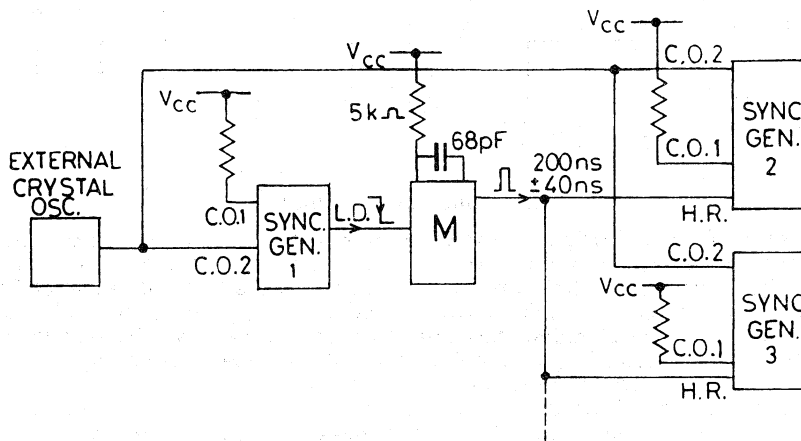 VCC
C.O.2
VCC
VCC
5kΩ
68pF
C.O.1
EXTERNAL
CRYSTAL
OSC.
C.O.1
SYNC.
GEN.
1
L.D.
M
200ns
±40ns
C.O.2
SYNC
GEN.
2
H.R.
C.O.2
VCC
SYNC
GEN.
3
C.O.1
H.R.